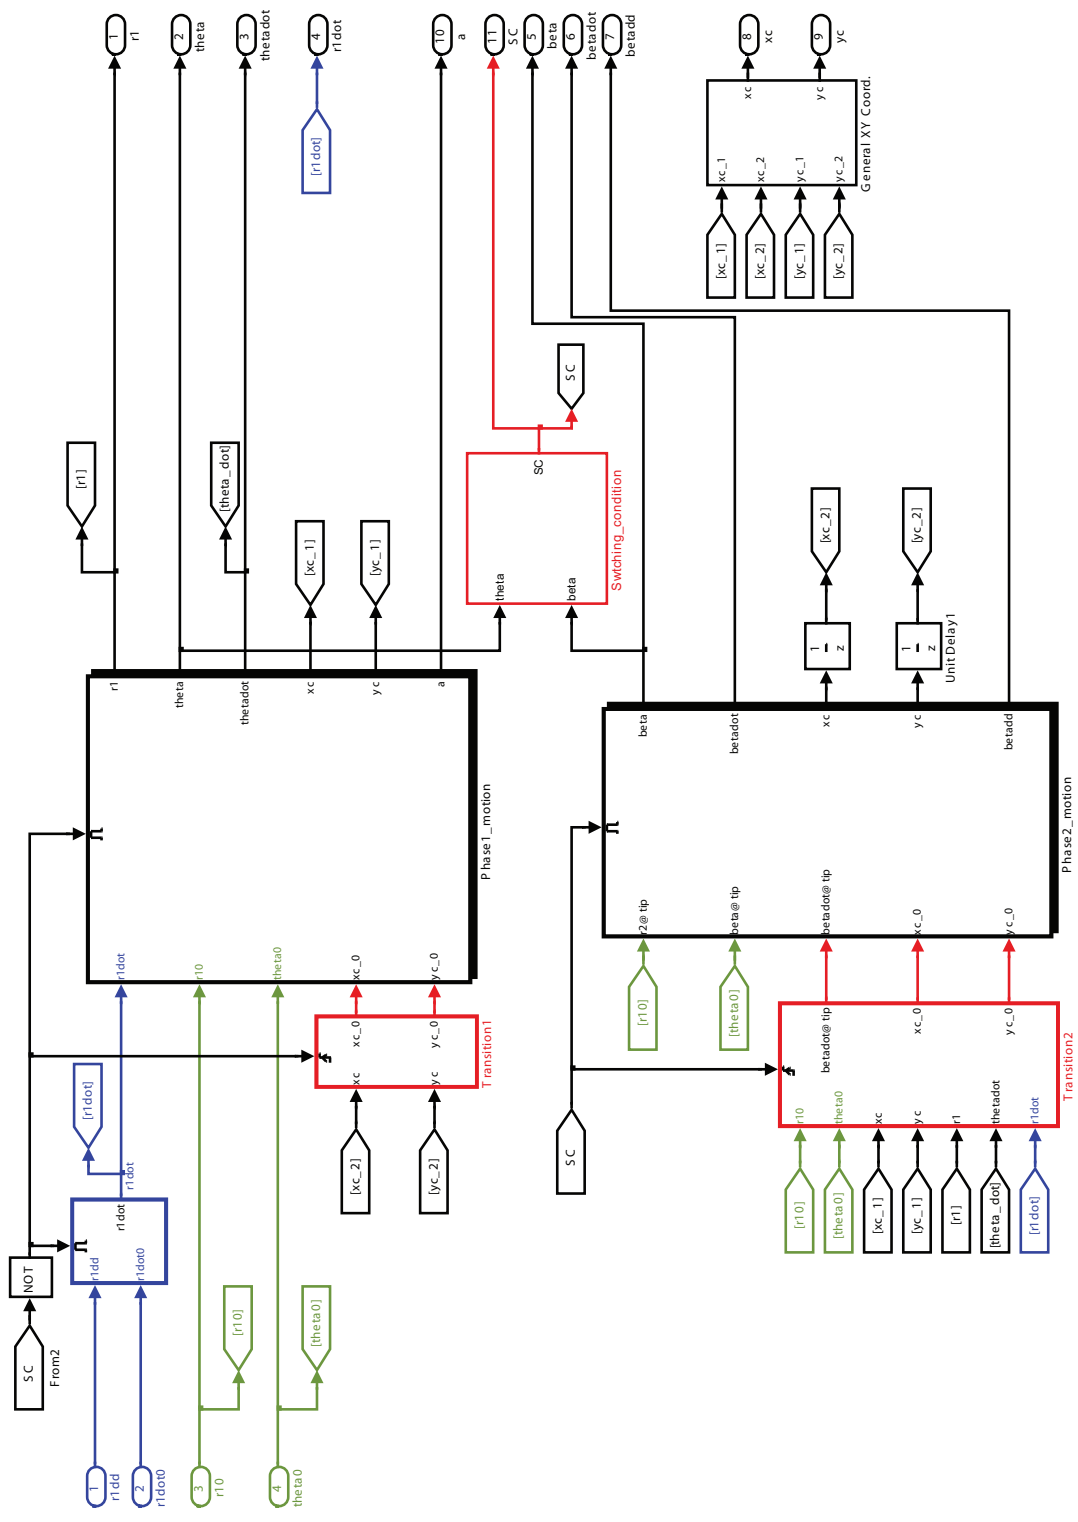 1
r1dd
2
r1dot0
3
r10
4
theta0
SC
From2
NOT
r1dd
r1dot0
r1dot
r1dot
[r1dot]
[r10]
[theta0]
[xc_2]
[yc_2]
xc
yc
xc_0
yc_0
Transition1
r1dot
r10
theta0
xc_0
yc_0
r1
theta
thetadot
xc
yc
a
Phase1_motion
[r1]
[theta_dot]
[xc_1]
[yc_1]
theta
beta
SC
Swtching_condition
SC
[r1dot]
1
r1
2
theta
3
thetadot
4
r1dot
10
a
11
SC
5
beta
6
betadot
7
betadd
SC
[r10]
[theta0]
[xc_1]
[yc_1]
[r1]
[theta_dot]
[r1dot]
r10
theta0
xc
yc
r1
thetadot
r1dot
betadot@ tip
xc_0
yc_0
Transition2
[r10]
[theta0]
r2@ tip
beta@ tip
betadot@ tip
xc_0
yc_0
beta
betadot
xc
yc
betadd
Phase2_motion
1
z
1
z
Unit Delay1
[xc_2]
[yc_2]
[xc_1]
[xc_2]
[yc_1]
[yc_2]
xc_1
xc_2
yc_1
yc_2
xc
yc
General XY Coord.
8
xc
9
yc